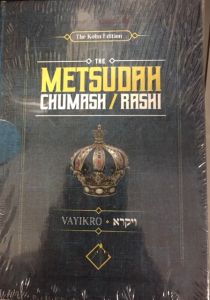 The Kohn Edition
THE
METSUDAH
CHUMASH / RASHI
VAYIKRO • ויקרא